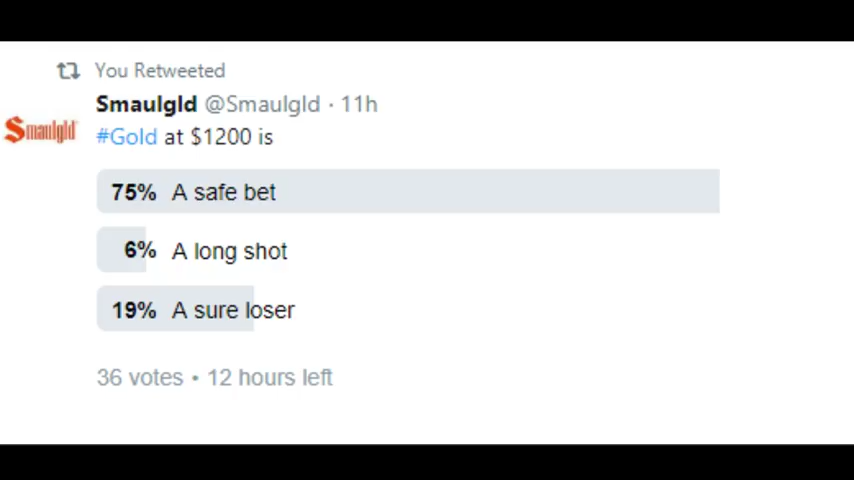 You Retweeted
Smaulgld @Smaulgld · 11h
Smaulgld
#Gold at $1200 is
75% A safe bet
6% A long shot
19% A sure loser
36 votes • 12 hours left